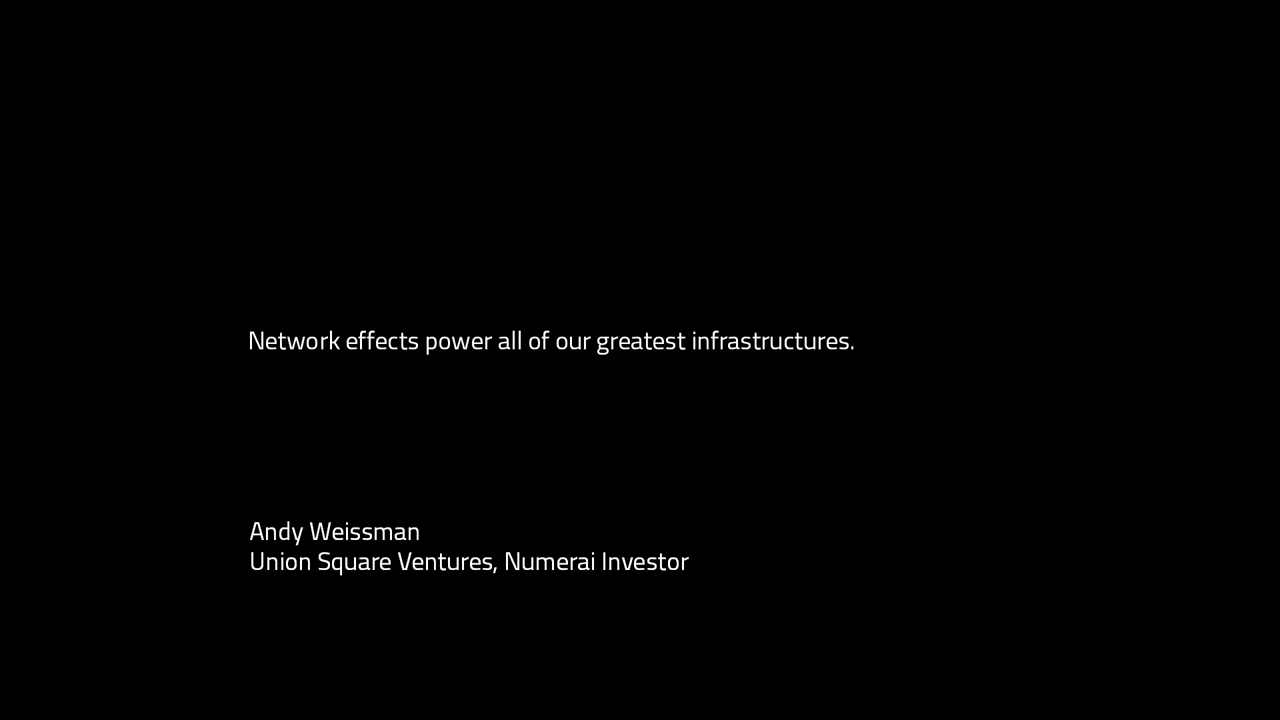 Network effects power all of our greatest infrastructures.
Andy Weissman
Union Square Ventures, Numerai Investor